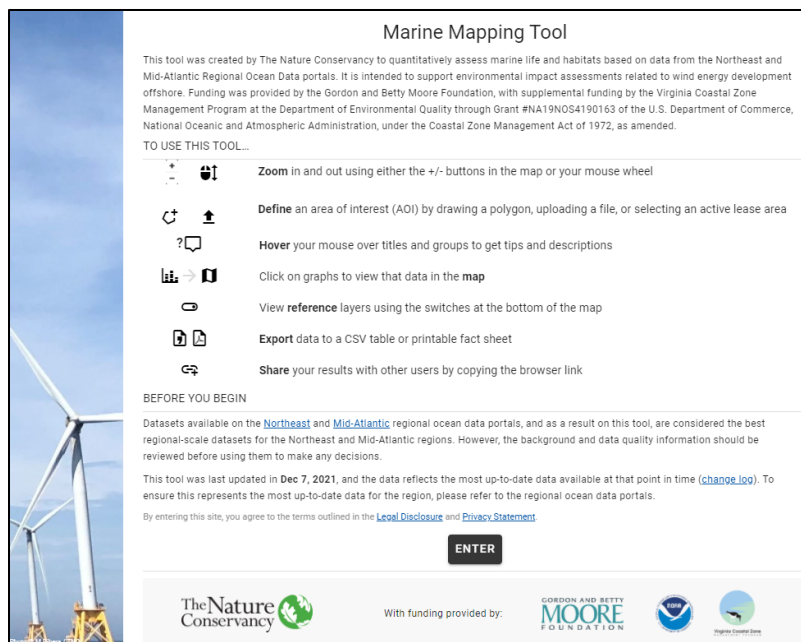 Marine Mapping Tool
This tool was created by The Nature Conservancy to quantitatively assess marine life and habitats based on data from the Northeast and
Mid-Atlantic Regional Ocean Data portals. It is intended to support environmental impact assessments related to wind energy development
offshore. Funding was provided by the Gordon and Betty Moore Foundation, with supplemental funding by the Virginia Coastal Zone
Management Program at the Department of Environmental Quality through Grant #NA19NOS4190163 of the U.S. Department of Commerce,
National Oceanic and Atmospheric Administration, under the Coastal Zone Management Act of 1972, as amended.
TO USE THIS TOOL...
Zoom in and out using either the +/- buttons in the map or your mouse wheel
Define an area of interest (AOI) by drawing a polygon, uploading a file, or selecting an active lease area
Hover your mouse over titles and groups to get tips and descriptions
Click on graphs to view that data in the map
View reference layers using the switches at the bottom of the map
Export data to a CSV table or printable fact sheet
Share your results with other users by copying the browser link
BEFORE YOU BEGIN
Datasets available on the Northeast and Mid-Atlantic regional ocean data portals, and as a result on this tool, are considered the best
regional-scale datasets for the Northeast and Mid-Atlantic regions. However, the background and data quality information should be
reviewed before using them to make any decisions.
This tool was last updated in Dec 7, 2021, and the data reflects the most up-to-date data available at that point in time (change log). To
ensure this represents the most up-to-date data for the region, please refer to the regional ocean data portals.
By entering this site, you agree to the terms outlined in the Legal Disclosure and Privacy Statement.
ENTER
The Nature
Conservancy
With funding provided by:
GORDON AND BETTY
MOORE
FOUNDATION
NOAA
Virginia Coastal Zone